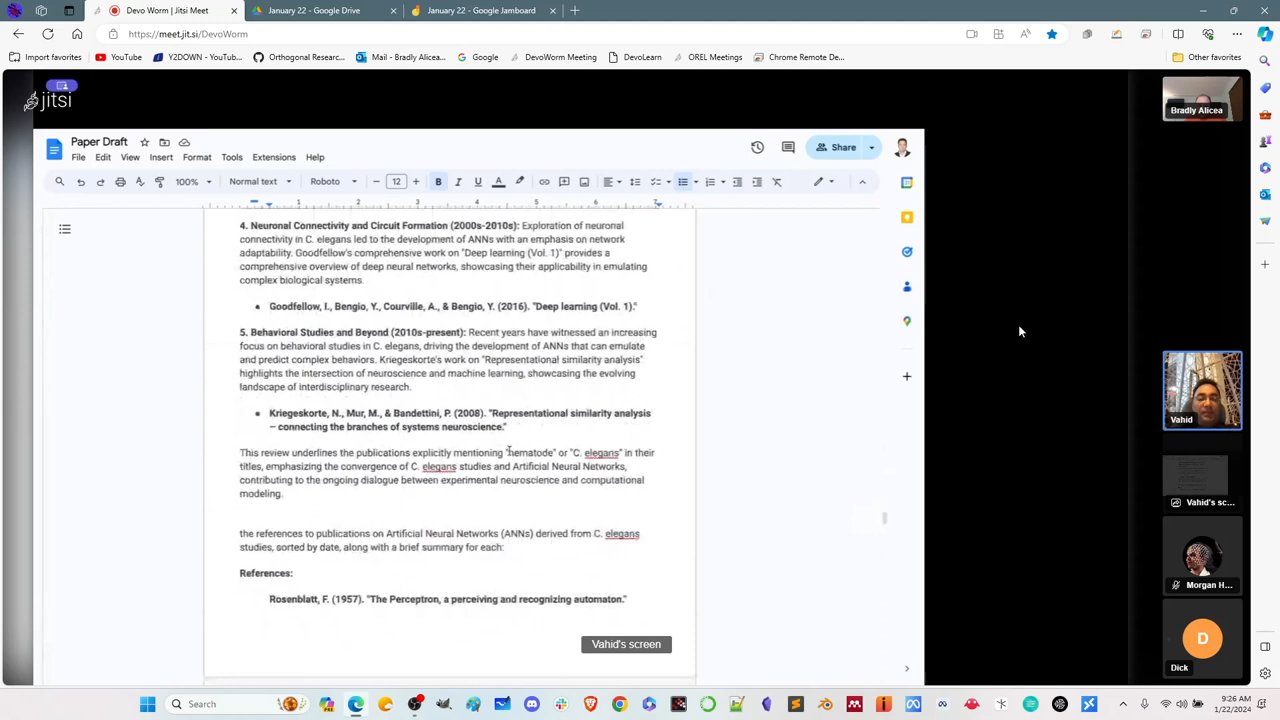 Devo Worm | Jitsi Meet
January 22 - Google Drive
January 22 - Google Jamboard
https://meet.jit.si/DevoWorm
Import favorites
YouTube
Y2DOWN - YouTub...
Orthogonal Researc...
Mail - Bradly Alicea...
Google
DevoWorm Meeting
DevoLearn
OREL Meetings
Chrome Remote De...
Other favorites
jitsi
Bradly Alicea
Paper Draft
File Edit View Insert Format Tools Extensions Help
Share
100% Normal text Roboto 12
1 2 3 4 5 6 7
4. Neuronal Connectivity and Circuit Formation (2000s-2010s): Exploration of neuronal
connectivity in C. elegans led to the development of ANNs with an emphasis on network
adaptability. Goodfellow's comprehensive work on "Deep learning (Vol. 1)" provides a
comprehensive overview of deep neural networks, showcasing their applicability in emulating
complex biological systems.
• Goodfellow, I., Bengio, Y., Courville, A., & Bengio, Y. (2016). "Deep learning (Vol. 1)."
5. Behavioral Studies and Beyond (2010s-present): Recent years have witnessed an increasing
focus on behavioral studies in C. elegans, driving the development of ANNs that can emulate
and predict complex behaviors. Kriegeskorte's work on "Representational similarity analysis"
highlights the intersection of neuroscience and machine learning, showcasing the evolving
landscape of interdisciplinary research.
• Kriegeskorte, N., Mur, M., & Bandettini, P. (2008). "Representational similarity analysis
– connecting the branches of systems neuroscience."
This review underlines the publications explicitly mentioning "nematode" or "C. elegans" in their
titles, emphasizing the convergence of C. elegans studies and Artificial Neural Networks,
contributing to the ongoing dialogue between experimental neuroscience and computational
modeling.
the references to publications on Artificial Neural Networks (ANNs) derived from C. elegans
studies, sorted by date, along with a brief summary for each:
References:
Rosenblatt, F. (1957). "The Perceptron, a perceiving and recognizing automaton."
Vahid's screen
Vahid
Vahid's sc...
Morgan H...
D
Dick
Search
9:26 AM
1/22/2024